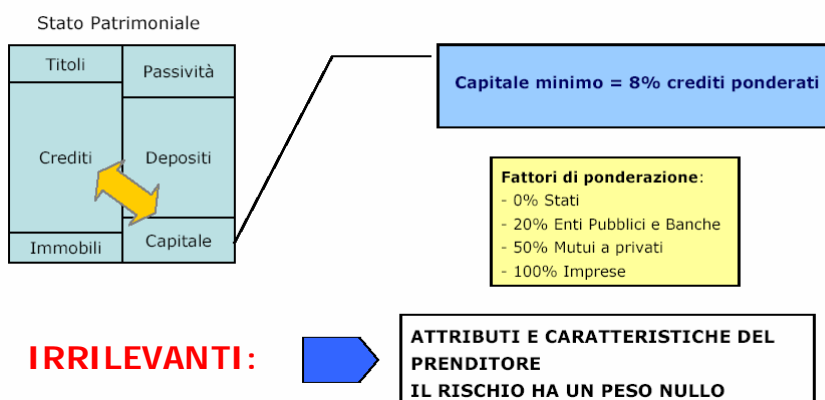 Stato Patrimoniale
Titoli
Passività
Crediti
Depositi
Immobili
Capitale
Capitale minimo = 8% crediti ponderati
Fattori di ponderazione:
- 0% Stati
- 20% Enti Pubblici e Banche
- 50% Mutui a privati
- 100% Imprese
IRRILEVANTI:
ATTRIBUTI E CARATTERISTICHE DEL
PRENDITORE
IL RISCHIO HA UN PESO NULLO